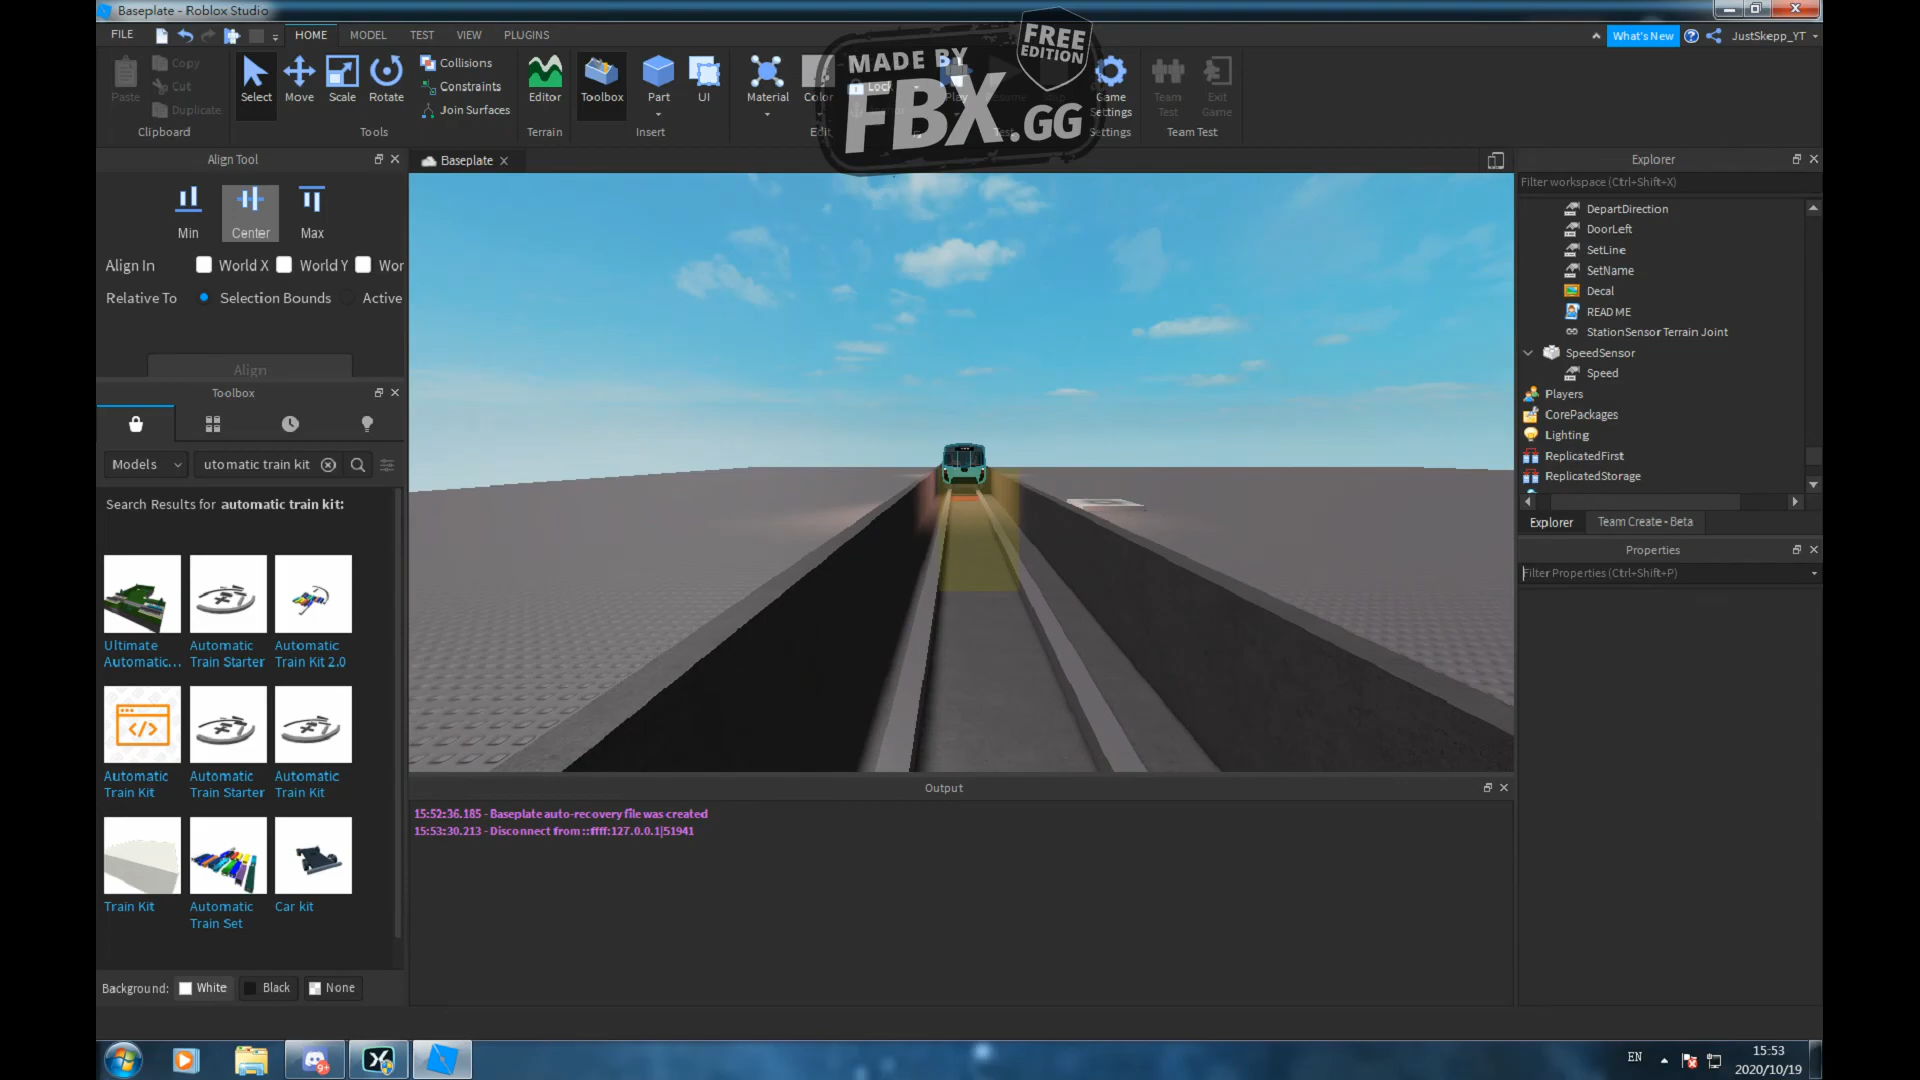 Baseplate - Roblox Studio
FILE
HOME
MODEL
TEST
VIEW
PLUGINS
What's New
JustSkepp_YT
Paste
Copy
Cut
Duplicate
Clipboard
Select
Move
Scale
Rotate
Collisions
Constraints
Join Surfaces
Tools
Editor
Terrain
Toolbox
Part
UI
Insert
Material
Color
Lock
Edit
Play
Game
Settings
Settings
Team
Test
Exit
Game
Team Test
MADE BY
FBX.GG
FREE
EDITION
Align Tool
Min
Center
Max
Align In
World X
World Y
Wor
Relative To
Selection Bounds
Active
Align
Toolbox
Models
utomatic train kit
Search Results for automatic train kit:
Ultimate
Automatic...
Automatic
Train Starter
Automatic
Train Kit 2.0
Automatic
Train Kit
Automatic
Train Starter
Automatic
Train Kit
Train Kit
Automatic
Train Set
Car kit
Background:
White
Black
None
Baseplate
Output
15:52:36.185 - Baseplate auto-recovery file was created
15:53:30.213 - Disconnect from ::ffff:127.0.0.1|51941
Explorer
Filter workspace (Ctrl+Shift+X)
DepartDirection
DoorLeft
SetLine
SetName
Decal
README
StationSensor Terrain Joint
SpeedSensor
Speed
Players
CorePackages
Lighting
ReplicatedFirst
ReplicatedStorage
Explorer
Team Create - Beta
Properties
Filter Properties (Ctrl+Shift+P)
9+
EN
15:53
2020/10/19